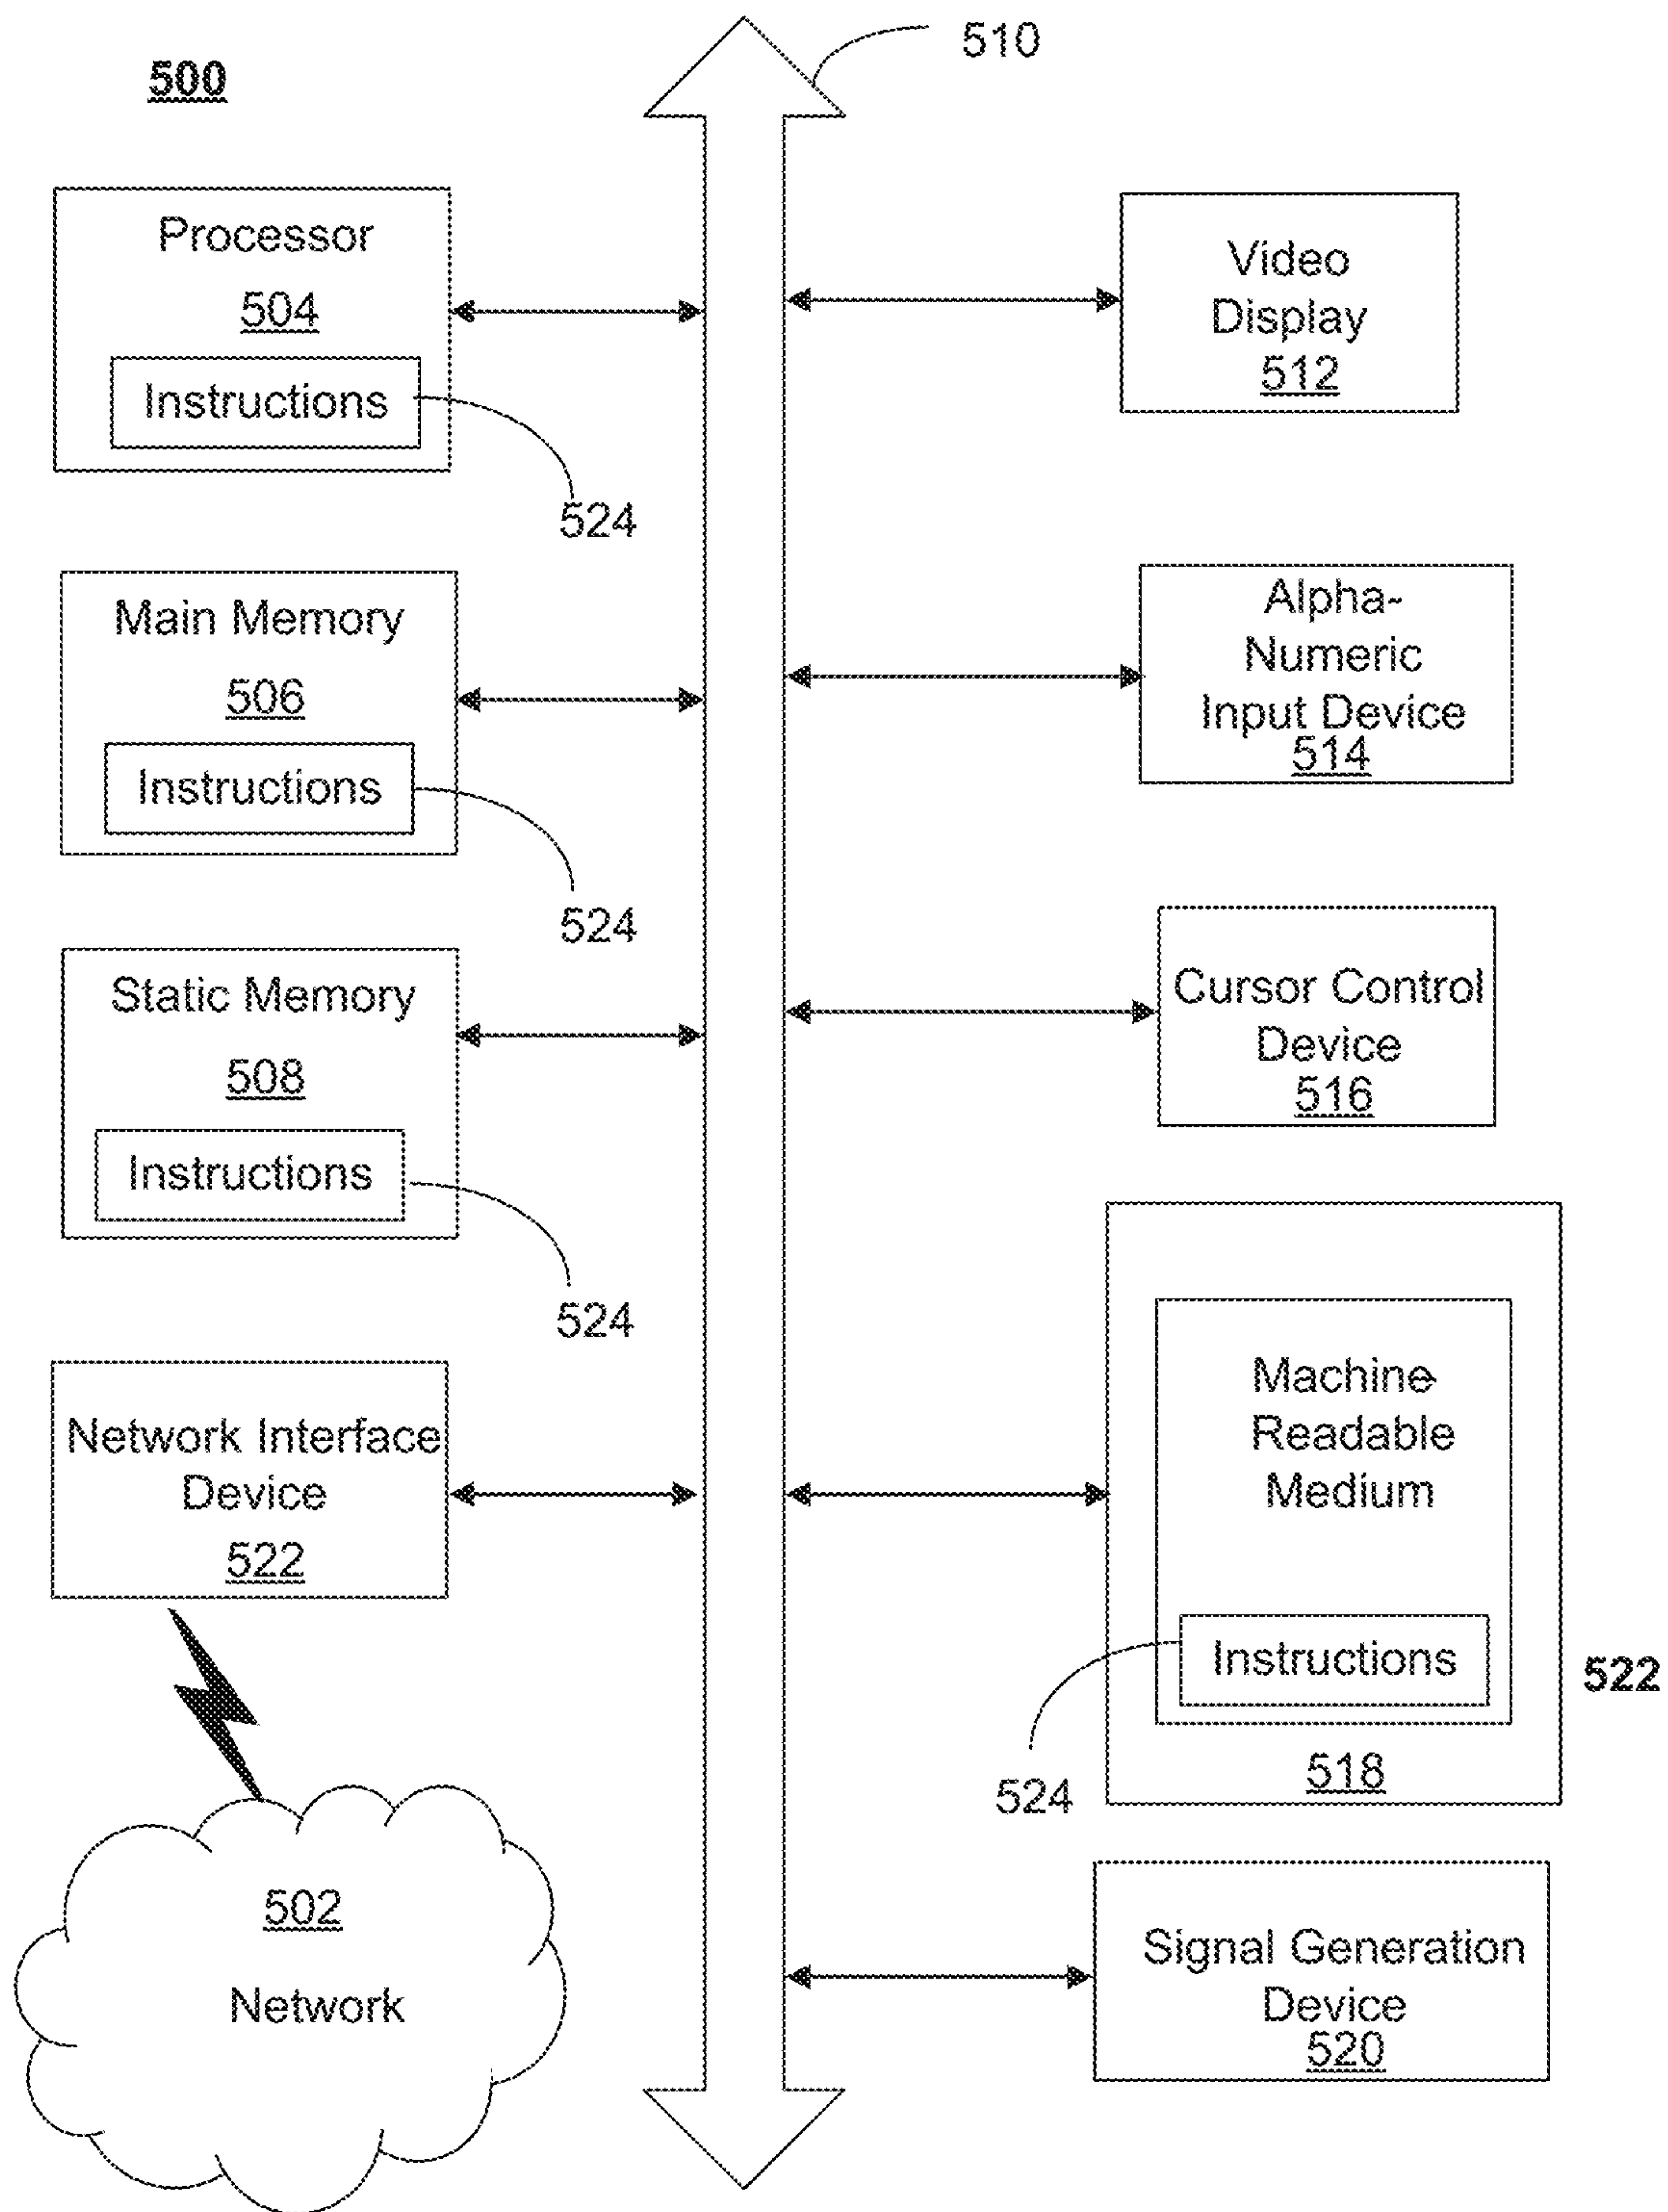 500
510
Processor
504
Instructions
524
Main Memory
506
Instructions
524
Static Memory
508
Instructions
524
Network Interface
Device
522
502
Network
Video
Display
512
Alpha-
Numeric
Input Device
514
Cursor Control
Device
516
Machine-
Readable
Medium
Instructions
522
524
518
Signal Generation
Device
520